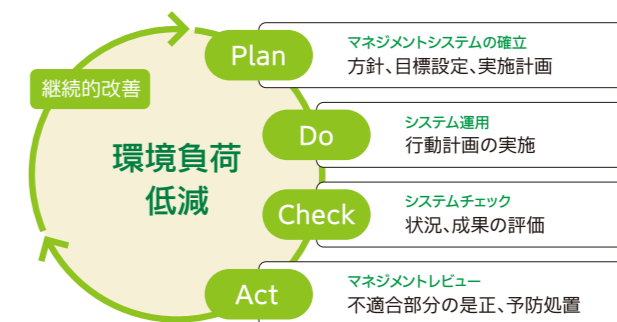 継続的改善
環境負荷
低減
Plan
マネジメントシステムの確立
方針、目標設定、実施計画
Do
システム運用
行動計画の実施
Check
システムチェック
状況、成果の評価
Act
マネジメントレビュー
不適合部分の是正、予防処置